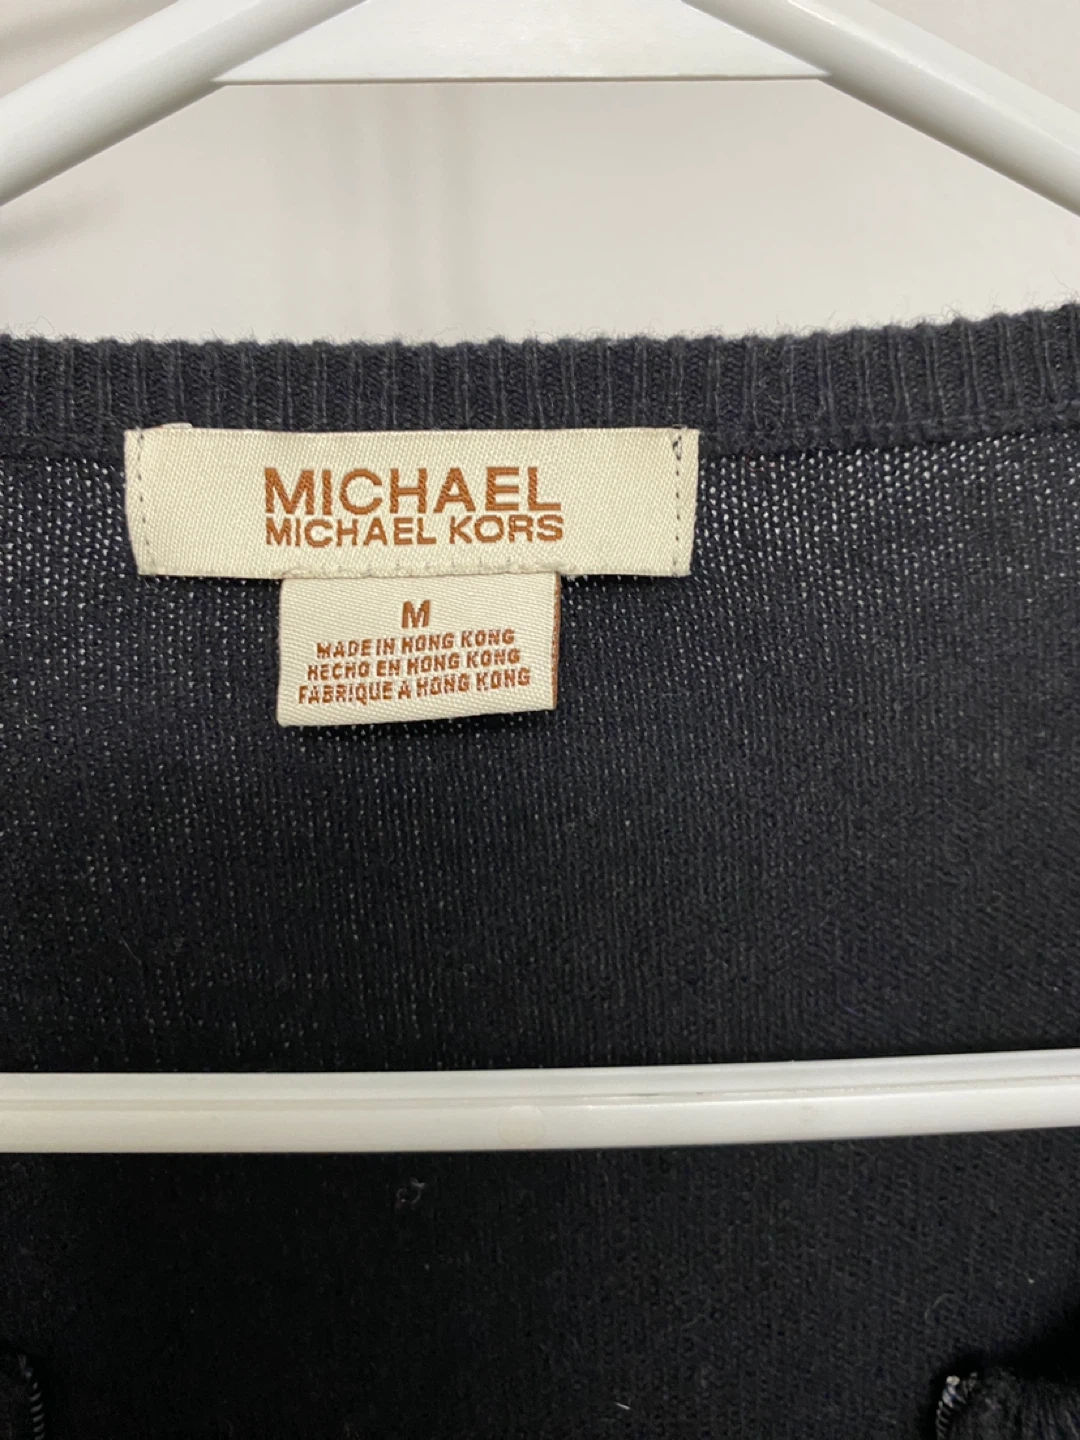 MICHAEL
MICHAEL KORS
M
MADE IN HONG KONG
HECHO EN HONG KONG
FABRIQUE A HONG KONG